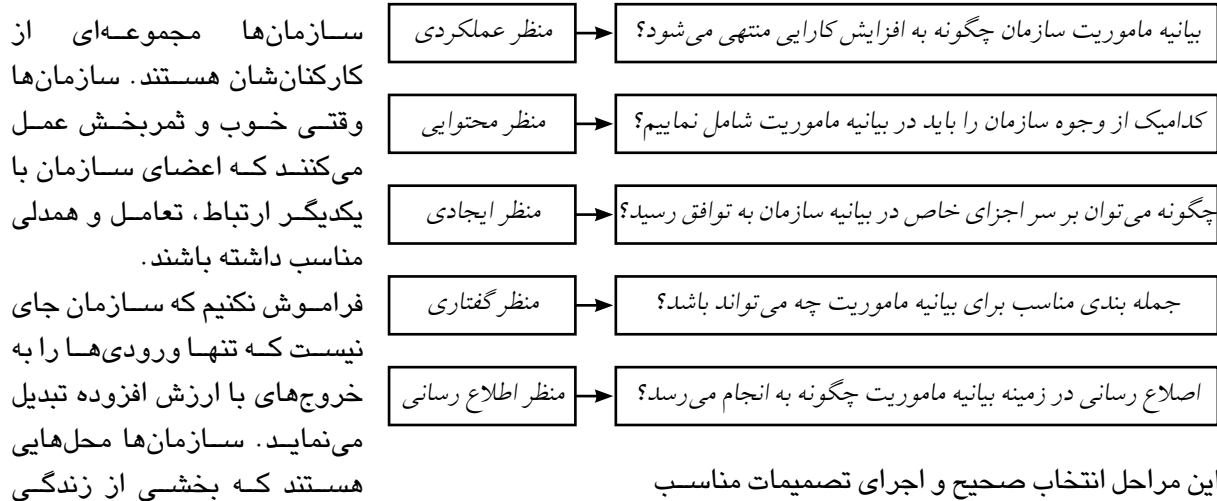 بیانیه ماموریت سازمان چگونه به افزایش کارایی منتهی می‌شود؟
منظر عملکردی
کدامیک از وجوه سازمان را باید در بیانیه ماموریت شامل نماییم؟
منظر محتوایی
چگونه می‌توان بر سر اجزای خاص در بیانیه سازمان به توافق رسید؟
منظر ایجادی
جمله بندی مناسب برای بیانیه ماموریت چه می‌تواند باشد؟
منظر گفتاری
اصلاع رسانی در زمینه بیانیه ماموریت چگونه به انجام می‌رسد؟
منظر اطلاع رسانی
این مراحل انتخاب صحیح و اجرای تصمیمات مناسب
سازمان‌ها مجموعه‌ای از
کارکنان‌شان هستند. سازمان‌ها
وقتی خوب و ثمربخش عمل
می‌کنند که اعضای سازمان با
یکدیگر ارتباط، تعامل و همدلی
مناسب داشته باشند.
فراموش نکنیم که سازمان جای
نیست که تنها ورودی‌ها را به
خروج‌های با ارزش افزوده تبدیل
می‌نماید. سازمان‌ها محل‌هایی
هستند که بخشی از زندگی